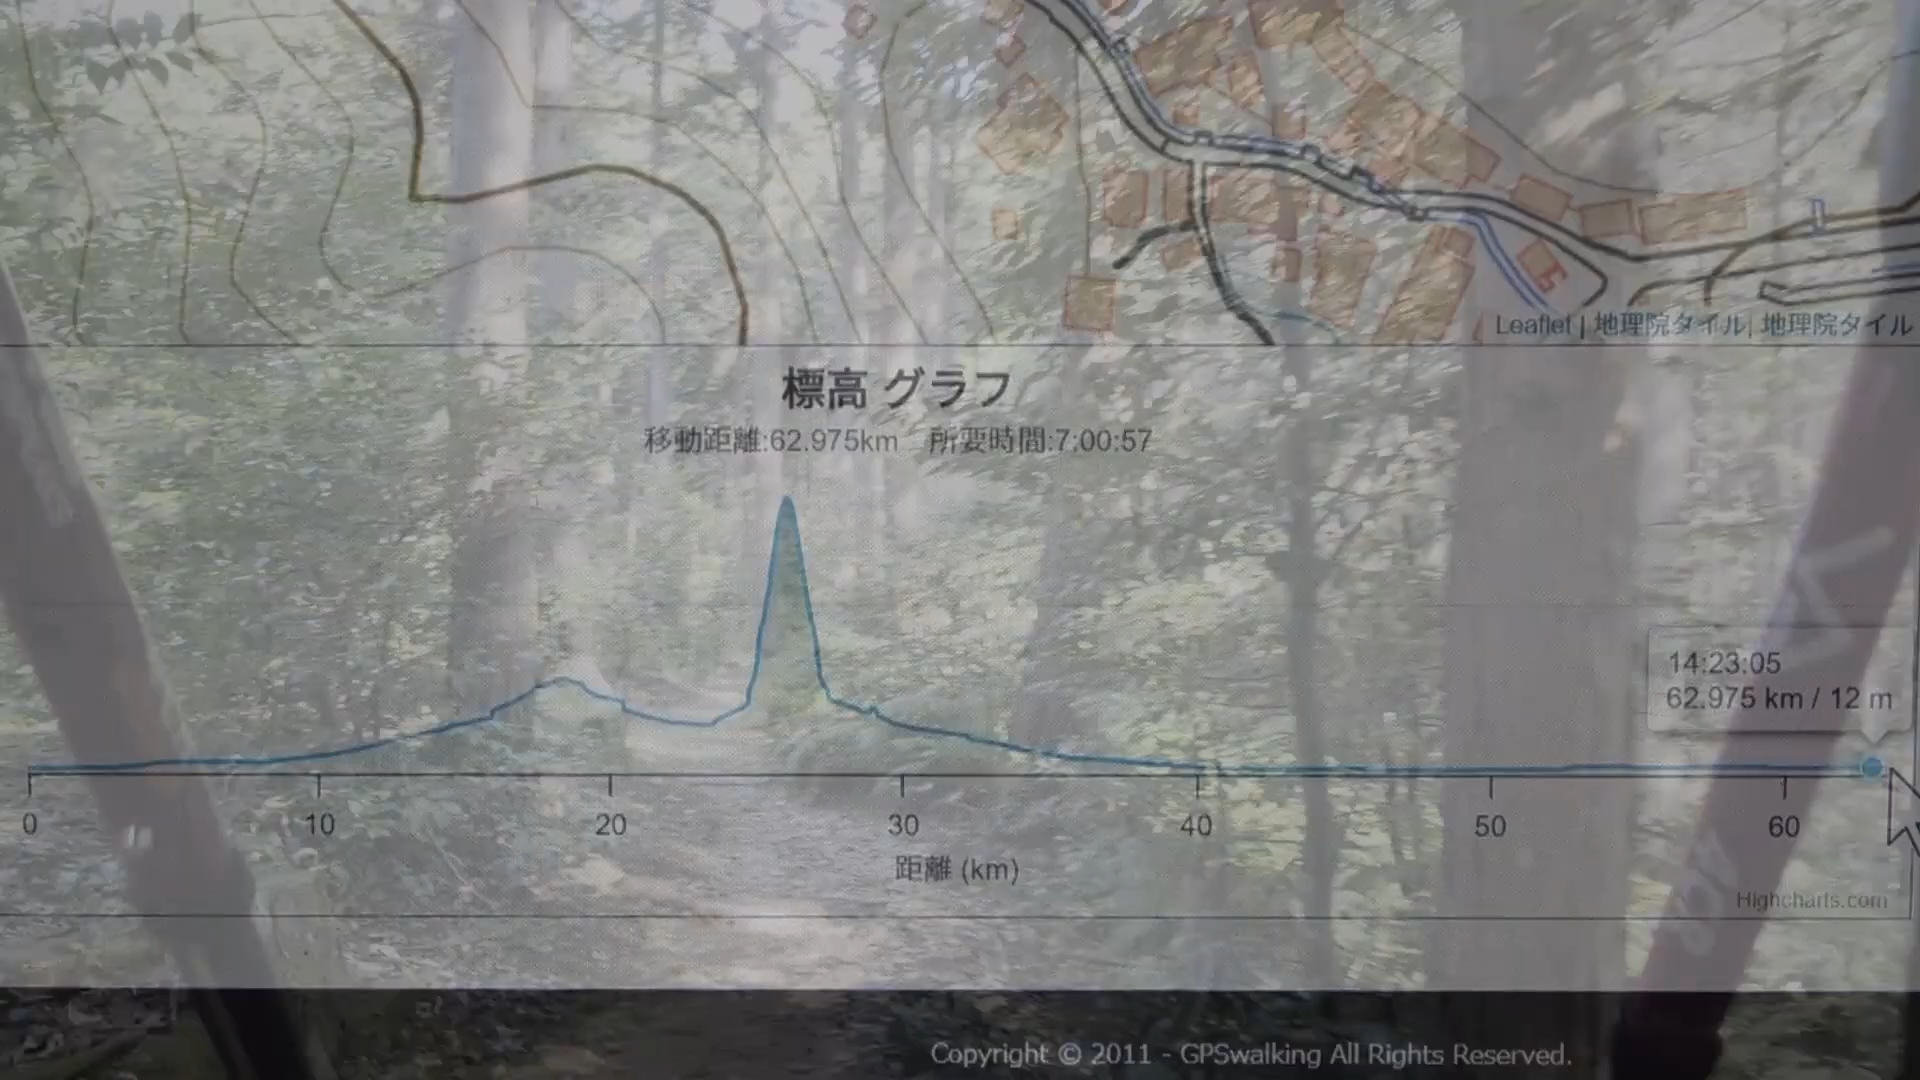 Leaflet | 地理院タイル| 地理院タイル
標高 グラフ
移動距離:62.975km 所要時間:7:00:57
14:23:05
62.975 km / 12 m
0 10 20 30 40 50 60
距離 (km)
Highcharts.com
Copyright © 2011 - GPSwalking All Rights Reserved.